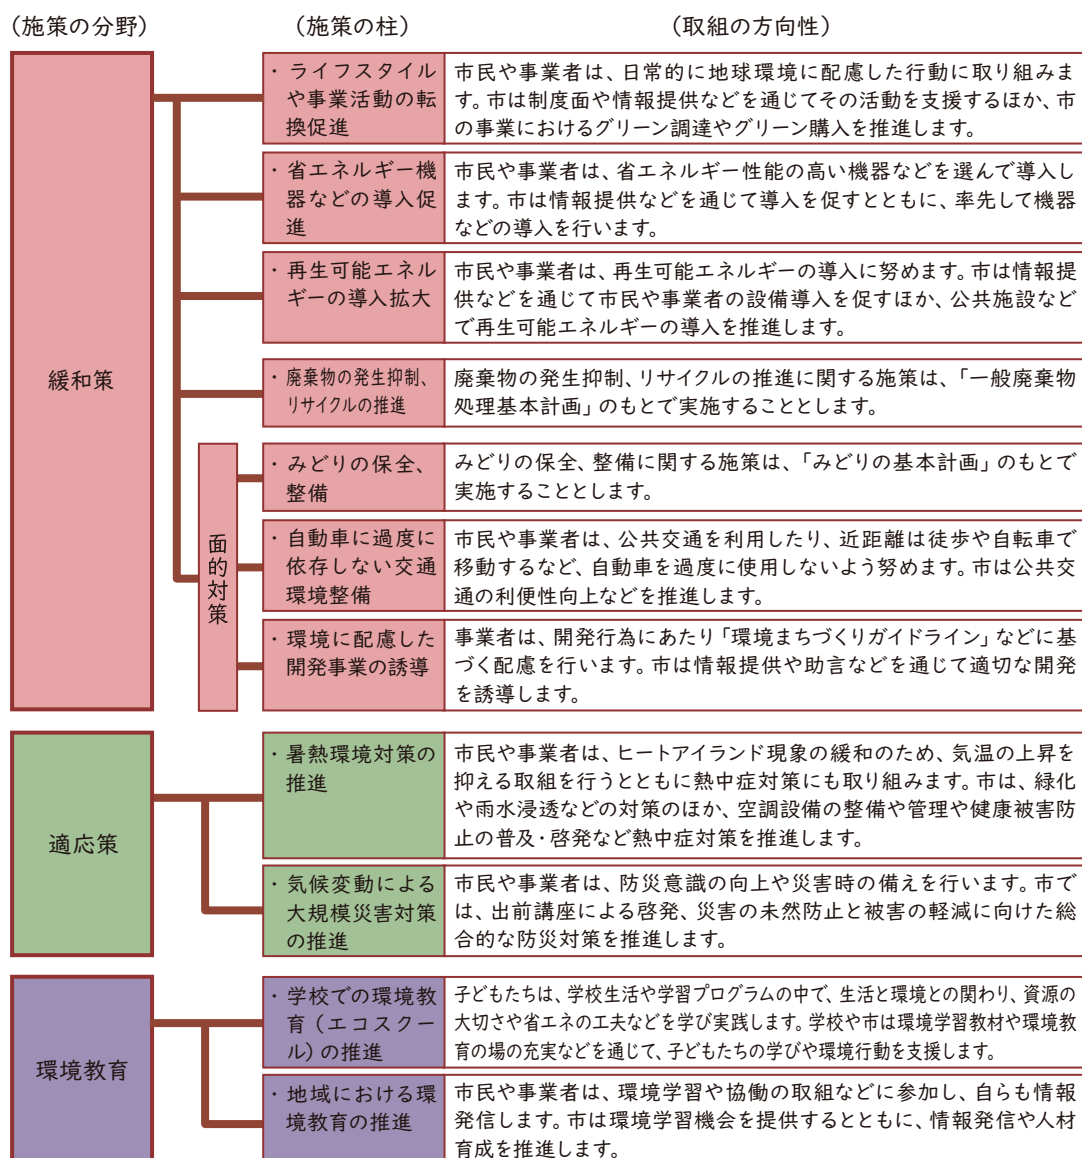 (施策の分野)
(施策の柱)
(取組の方向性)
緩和策
・ライフスタイル
や事業活動の転
換促進
市民や事業者は、日常的に地球環境に配慮した行動に取り組みま
す。市は制度面や情報提供などを通じてその活動を支援するほか、市
の事業におけるグリーン調達やグリーン購入を推進します。
・省エネルギー機
器などの導入促
進
市民や事業者は、省エネルギー性能の高い機器などを選んで導入し
ます。市は情報提供などを通じて導入を促すとともに、率先して機器
などの導入を行います。
・再生可能エネル
ギーの導入拡大
市民や事業者は、再生可能エネルギーの導入に努めます。市は情報
提供などを通じて市民や事業者の設備導入を促すほか、公共施設など
で再生可能エネルギーの導入を推進します。
・廃棄物の発生抑制、
リサイクルの推進
廃棄物の発生抑制、リサイクルの推進に関する施策は、「一般廃棄物
処理基本計画」のもとで実施することとします。
面的対策
・みどりの保全、
整備
みどりの保全、整備に関する施策は、「みどりの基本計画」のもとで
実施することとします。
・自動車に過度に
依存しない交通
環境整備
市民や事業者は、公共交通を利用したり、近距離は徒歩や自転車で
移動するなど、自動車を過度に使用しないよう努めます。市は公共交
通の利便性向上などを推進します。
・環境に配慮した
開発事業の誘導
事業者は、開発行為にあたり「環境まちづくりガイドライン」などに基
づく配慮を行います。市は情報提供や助言などを通じて適切な開発
を誘導します。
適応策
・暑熱環境対策の
推進
市民や事業者は、ヒートアイランド現象の緩和のため、気温の上昇を
抑える取組を行うとともに熱中症対策にも取り組みます。市は、緑化
や雨水浸透などの対策のほか、空調設備の整備や管理や健康被害防
止の普及・啓発など熱中症対策を推進します。
・気候変動による
大規模災害対策
の推進
市民や事業者は、防災意識の向上や災害時の備えを行います。市で
は、出前講座による啓発、災害の未然防止と被害の軽減に向けた総
合的な防災対策を推進します。
環境教育
・学校での環境教
育(エコスクー
ル)の推進
子どもたちは、学校生活や学習プログラムの中で、生活と環境との関わり、資源の
大切さや省エネの工夫などを学び実践します。学校や市は環境学習教材や環境教
育の場の充実などを通じて、子どもたちの学びや環境行動を支援します。
・地域における環
境教育の推進
市民や事業者は、環境学習や協働の取組などに参加し、自らも情報
発信します。市は環境学習機会を提供するとともに、情報発信や人材
育成を推進します。